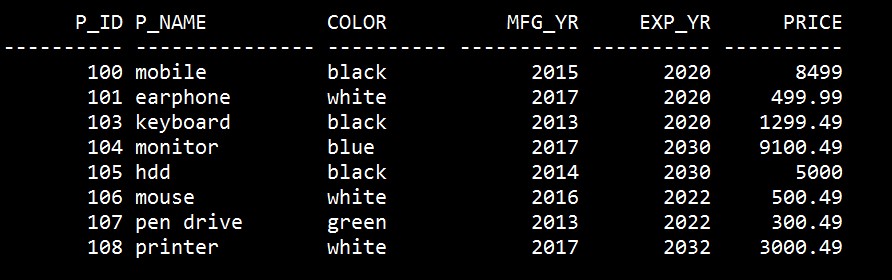 P_ID P_NAME COLOR MFG_YR EXP_YR PRICE
---------- --------------- ---------- ---------- ---------- ----------
100 mobile black 2015 2020 8499
101 earphone white 2017 2020 499.99
103 keyboard black 2013 2020 1299.49
104 monitor blue 2017 2030 9100.49
105 hdd black 2014 2030 5000
106 mouse white 2016 2022 500.49
107 pen drive green 2013 2022 300.49
108 printer white 2017 2032 3000.49